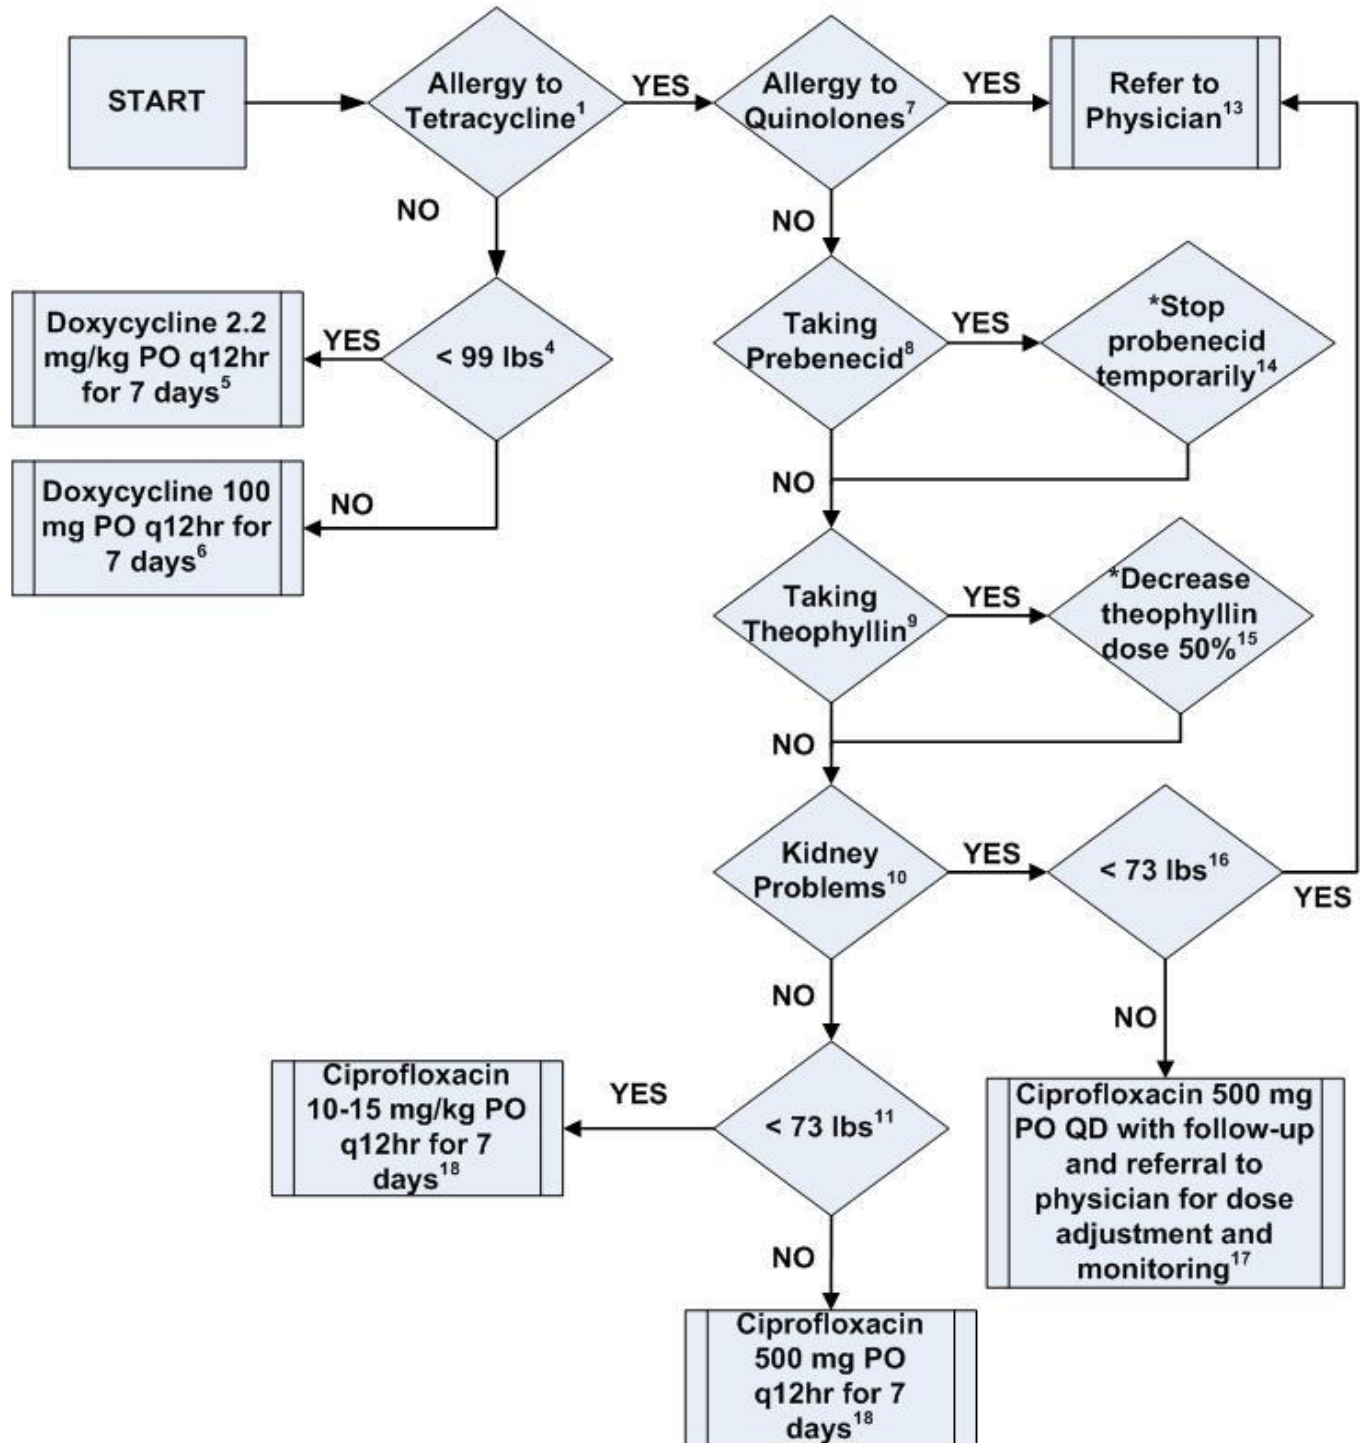 START
Allergy to
Tetracycline1
YES
Allergy to
Quinolones7
YES
Refer to
Physician13
NO
NO
Doxycycline 2.2
mg/kg PO q12hr
for 7 days5
YES
< 99 lbs4
Taking
Prebenecid8
YES
*Stop
probenecid
temporarily14
Doxycycline 100
mg PO q12hr for
7 days6
NO
NO
Taking
Theophyllin9
YES
*Decrease
theophyllin
dose 50%15
NO
Kidney
Problems10
YES
< 73 lbs16
YES
NO
NO
Ciprofloxacin
10-15 mg/kg PO
q12hr for 7
days18
YES
< 73 lbs11
Ciprofloxacin 500 mg
PO QD with follow-up
and referral to
physician for dose
adjustment and
monitoring17
NO
Ciprofloxacin
500 mg PO
q12hr for 7
days18